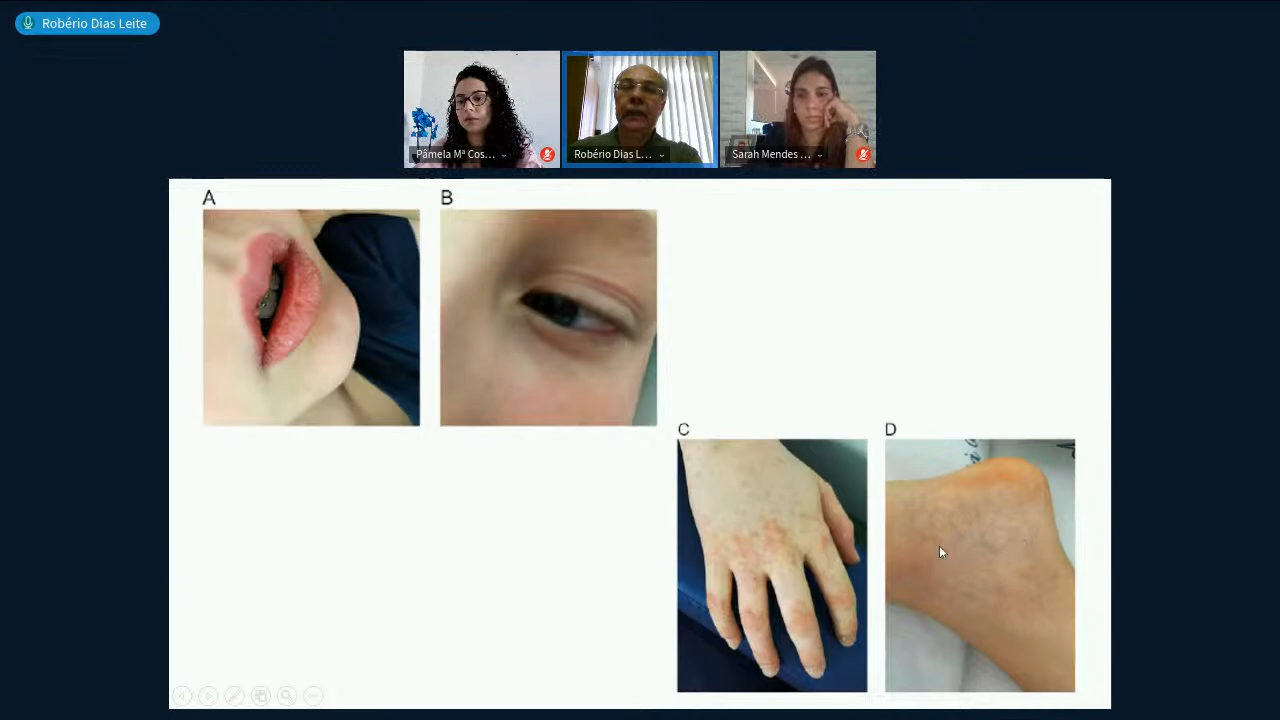 Robério Dias Leite
Pâmela Mª Cos...
Robério Dias L...
Sarah Mendes ...
A
B
C
D